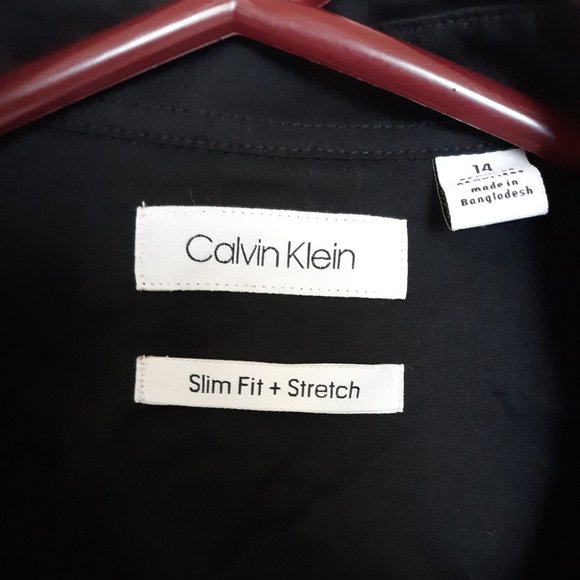 14
made in
Bangladesh
Calvin Klein
Slim Fit + Stretch